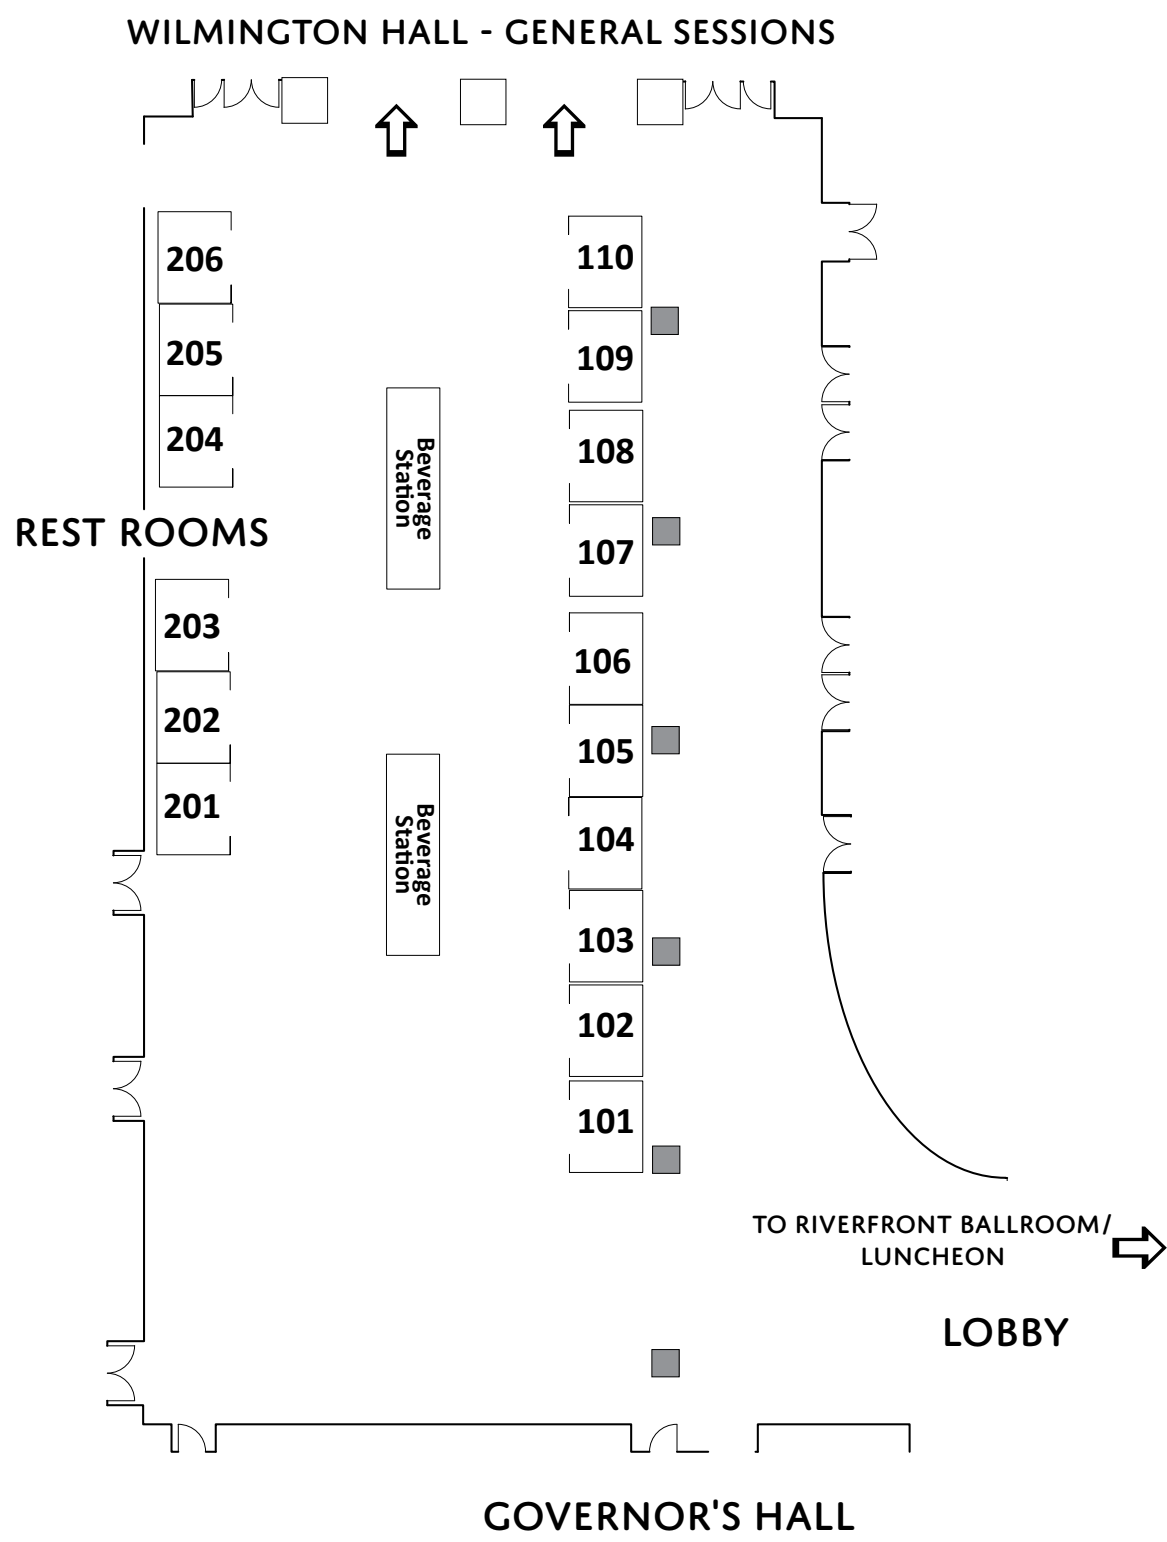 WILMINGTON HALL - GENERAL SESSIONS
206
110
205
109
204
108
Beverage
Station
REST ROOMS
107
203
106
202
105
201
104
Beverage
Station
103
102
101
TO RIVERFRONT BALLROOM/
LUNCHEON
LOBBY
GOVERNOR'S HALL